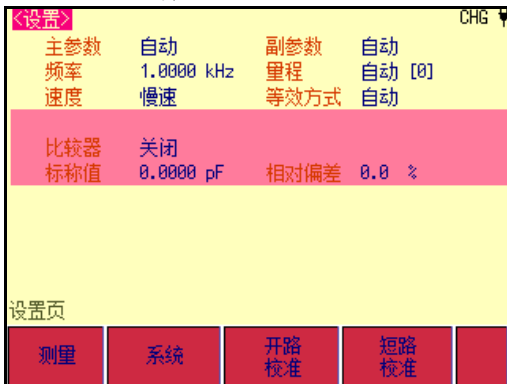 <设置> CHG
主参数 自动 副参数 自动
频率 1.0000 kHz 量程 自动 [0]
速度 慢速 等效方式 自动
比较器 关闭
标称值 0.0000 pF 相对偏差 0.0 %
设置页
测量 系统 开路校准 短路校准